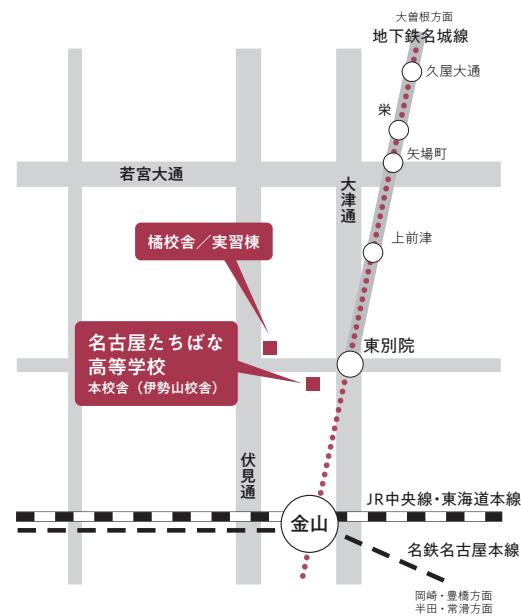 大曽根方面
地下鉄名城線
久屋大通
栄
矢場町
若宮大通
大津通
上前津
橘校舎／実習棟
名古屋たちばな
高等学校
本校舎（伊勢山校舎）
東別院
伏見通
JR中央線・東海道本線
金山
名鉄名古屋本線
岡崎・豊橋方面
半田・常滑方面